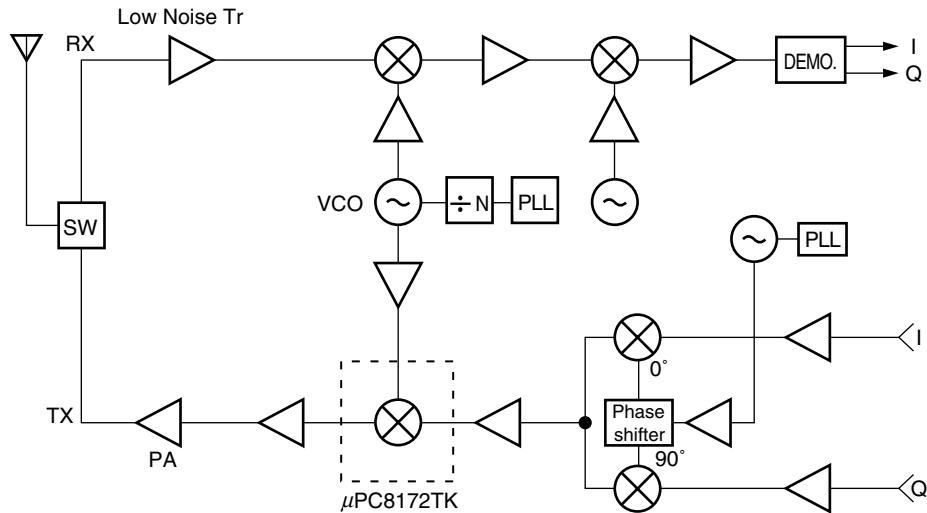 Low Noise Tr
RX
DEMO.
I
Q
VCO
÷ N
PLL
SW
PLL
I
0°
TX
Phase
shifter
PA
90°
µPC8172TK
Q